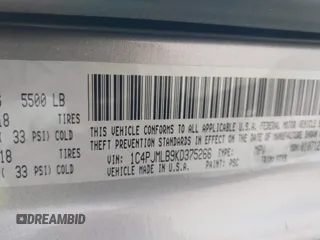 5500 LB
18 TIRES
( 33 PSI) COLD
18 TIRES
( 33 PSI) COLD
THIS VEHICLE CONFORMS TO ALL APPLICABLE U.S.A. FEDERAL MOTOR VEHICLE
THEFT PREVENTION STANDARDS IN EFFECT ON THE DATE OF MANUFACTURE SHOWN
VIN: 1C4PJMLB9KD375266 TYPE:
VEHICLE MADE IN U.S.A. PAINT: PSC
DREAMBID